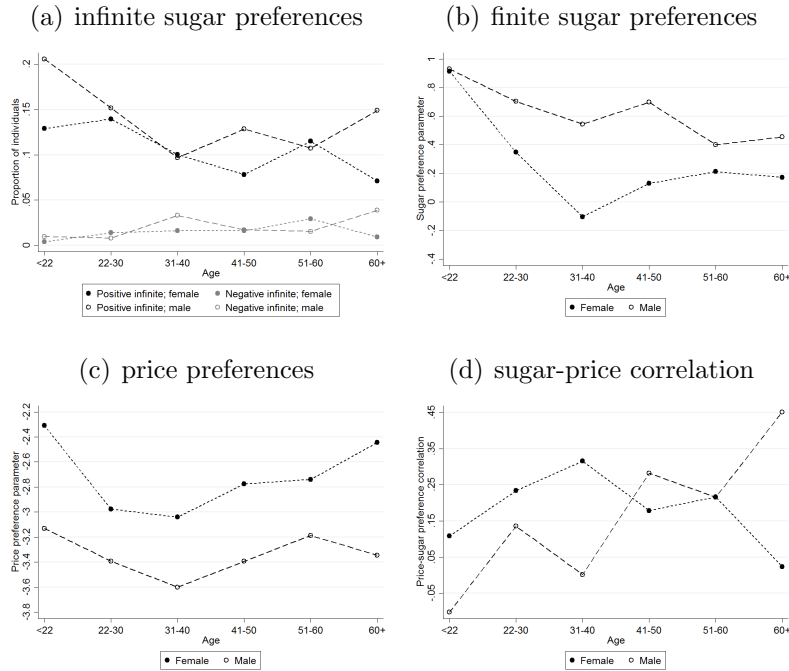 (a) infinite sugar preferences
Proportion of individuals
.2
.15
.1
.05
0
<22 22-30 31-40 41-50 51-60 60+
Age
Positive infinite; female Negative infinite; female
Positive infinite; male Negative infinite; male
(b) finite sugar preferences
Sugar preference parameter
1
.8
.6
.4
.2
0
-.2
-.4
<22 22-30 31-40 41-50 51-60 60+
Age
Female Male
(c) price preferences
Price preference parameter
-2.2
-2.4
-2.6
-2.8
-3
-3.2
-3.4
-3.6
-3.8
<22 22-30 31-40 41-50 51-60 60+
Age
Female Male
(d) sugar-price correlation
Price-sugar preference correlation
.45
.35
.25
.15
.05
-.05
<22 22-30 31-40 41-50 51-60 60+
Age
Female Male